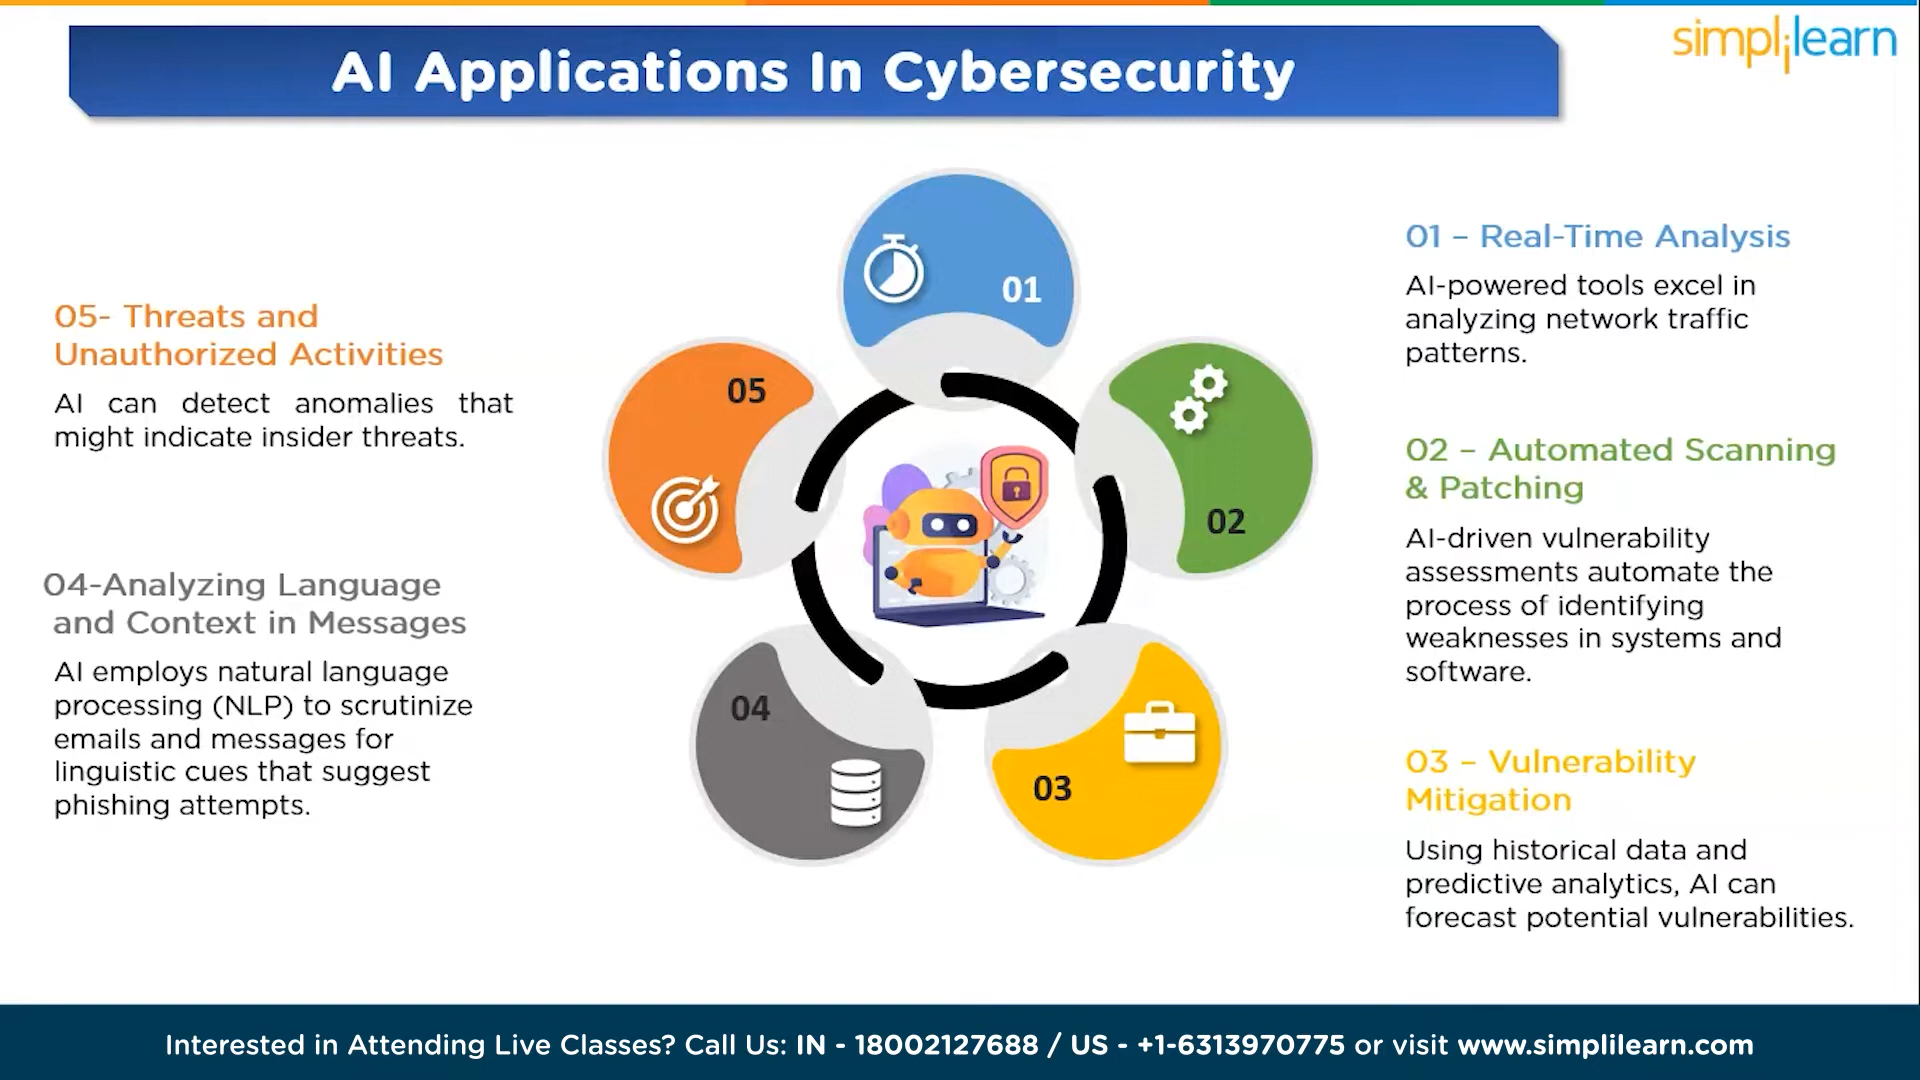 AI Applications In Cybersecurity
simplilearn
01
02
03
04
05
01 – Real-Time Analysis
AI-powered tools excel in
analyzing network traffic
patterns.
02 – Automated Scanning
& Patching
AI-driven vulnerability
assessments automate the
process of identifying
weaknesses in systems and
software.
03 – Vulnerability
Mitigation
Using historical data and
predictive analytics, AI can
forecast potential vulnerabilities.
04-Analyzing Language
and Context in Messages
AI employs natural language
processing (NLP) to scrutinize
emails and messages for
linguistic cues that suggest
phishing attempts.
05- Threats and
Unauthorized Activities
AI can detect anomalies that
might indicate insider threats.
Interested in Attending Live Classes? Call Us: IN - 18002127688 / US - +1-6313970775 or visit www.simplilearn.com